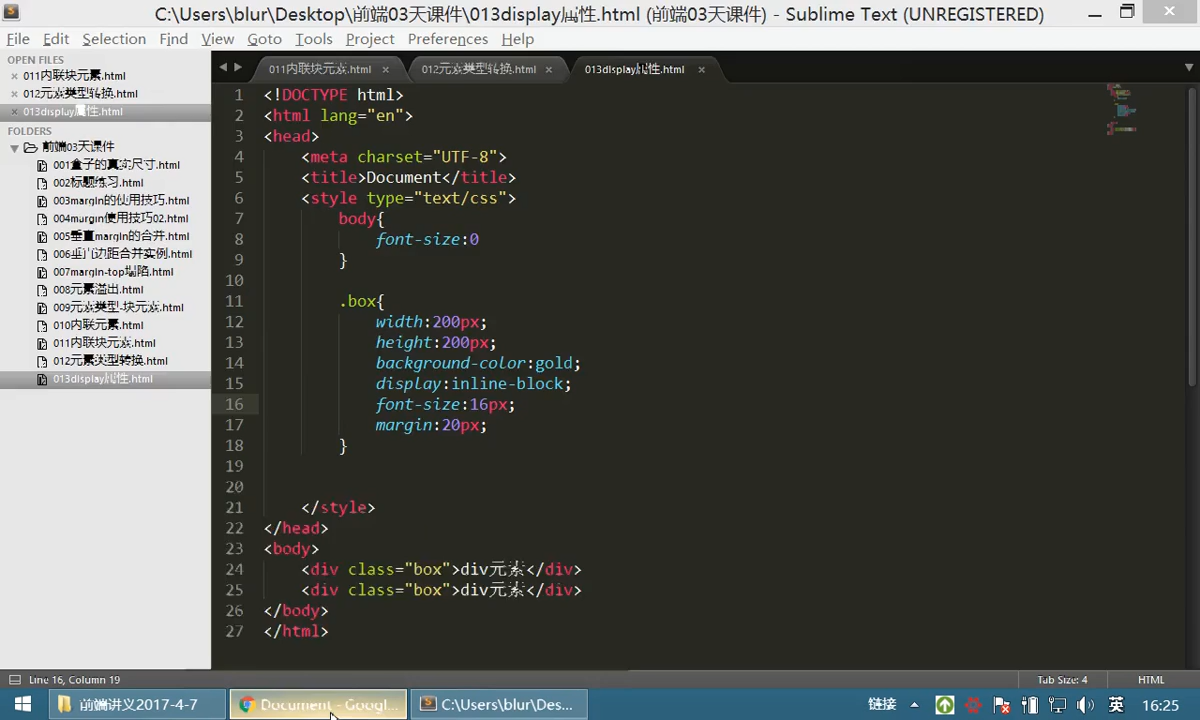 C:\Users\blur\Desktop\前端03天课件\013display属性.html (前端03天课件) - Sublime Text (UNREGISTERED)
File Edit Selection Find View Goto Tools Project Preferences Help
OPEN FILES
011内联块元素.html
012元素类型转换.html
013display属性.html
FOLDERS
前端03天课件
001盒子的真实尺寸.html
002标题练习.html
003margin的使用技巧.html
004margin使用技巧02.html
005垂直margin的合并.html
006垂直边距合并实例.html
007margin-top塌陷.html
008元素溢出.html
009元素类型-块元素.html
010内联元素.html
011内联块元素.html
012元素类型转换.html
013display属性.html
011内联块元素.html 012元素类型转换.html 013display属性.html
1 <!DOCTYPE html>
2 <html lang="en">
3 <head>
4 <meta charset="UTF-8">
5 <title>Document</title>
6 <style type="text/css">
7 body{
8 font-size:0
9 }
10
11 .box{
12 width:200px;
13 height:200px;
14 background-color:gold;
15 display:inline-block;
16 font-size:16px;
17 margin:20px;
18 }
19
20
21 </style>
22 </head>
23 <body>
24 <div class="box">div元素</div>
25 <div class="box">div元素</div>
26 </body>
27 </html>
Line 16, Column 19 Tab Size: 4 HTML
前端讲义2017-4-7 Document - Googl... C:\Users\blur\Des... 链接 英 16:25